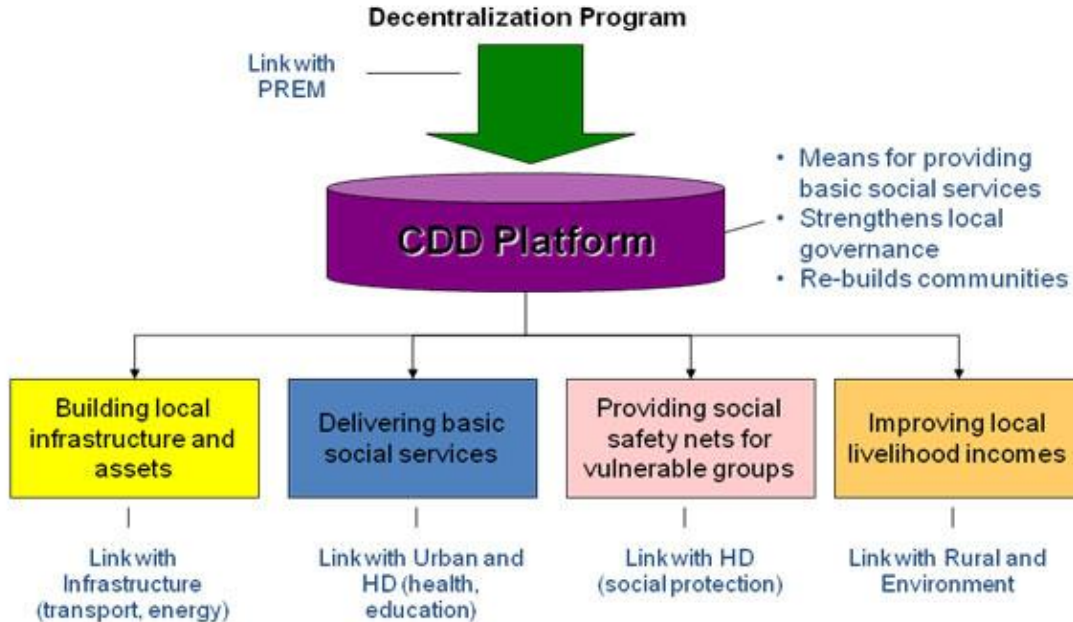 Decentralization Program
Link with
PREM
• Means for providing
basic social services
• Strengthens local
governance
• Re-builds communities
CDD Platform
Building local
infrastructure and
assets
Delivering basic
social services
Providing social
safety nets for
vulnerable groups
Improving local
livelihood incomes
Link with
Infrastructure
(transport, energy)
Link with Urban and
HD (health,
education)
Link with HD
(social protection)
Link with Rural and
Environment